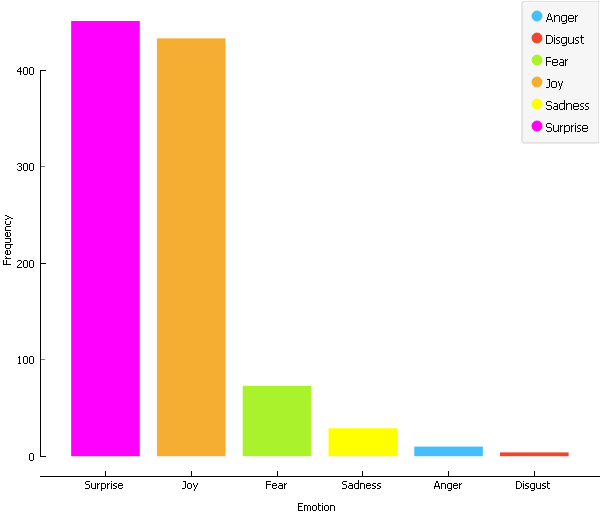 Anger
Disgust
Fear
Joy
Sadness
Surprise
400
300
200
100
0
Frequency
Surprise Joy Fear Sadness Anger Disgust
Emotion